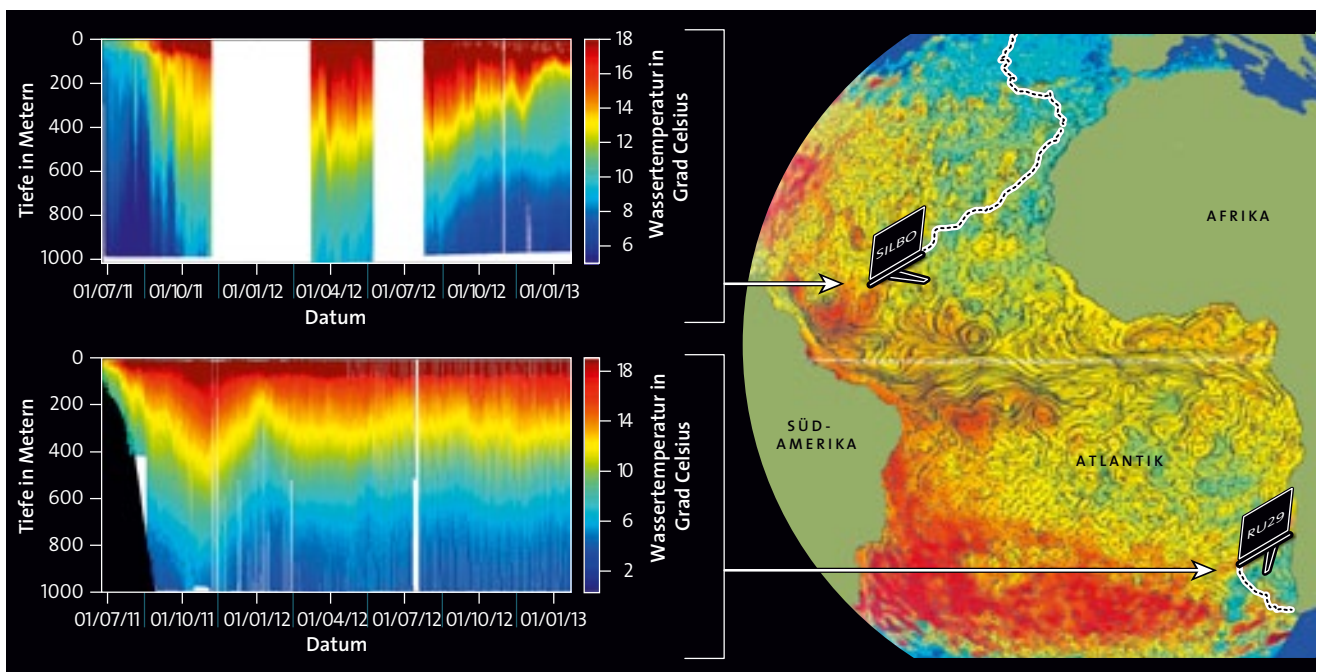 Tiefe in Metern
0
200
400
600
800
1000
01/07/11 01/10/11 01/01/12 01/04/12 01/07/12 01/10/12 01/01/13
Datum
18
16
14
12
10
8
6
Wassertemperatur in
Grad Celsius
Tiefe in Metern
0
200
400
600
800
1000
01/07/11 01/10/11 01/01/12 01/04/12 01/07/12 01/10/12 01/01/13
Datum
18
14
10
6
2
Wassertemperatur in
Grad Celsius
AFRIKA
SILBO
SÜD-
AMERIKA
ATLANTIK
RU29